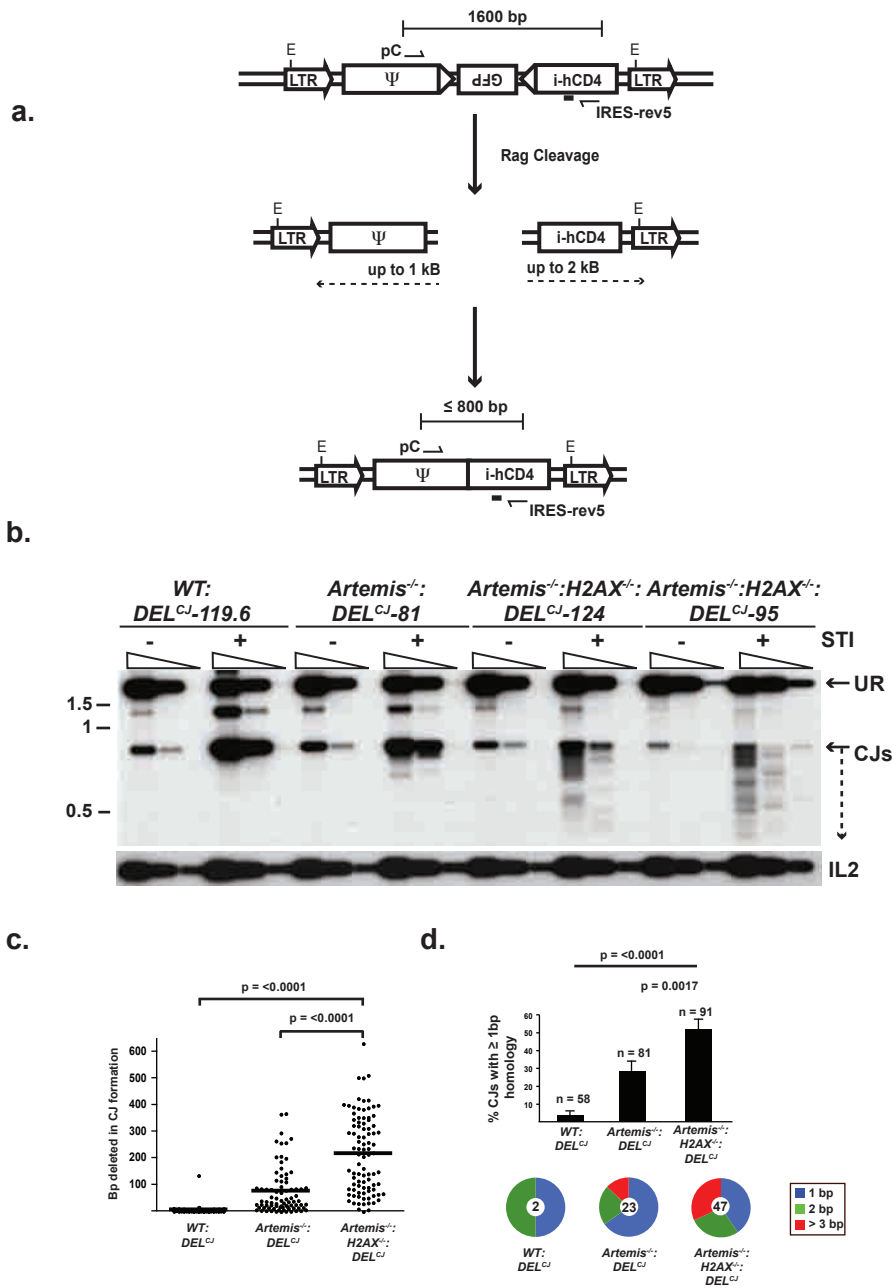 1600 bp
E
pC
E
LTR
Ψ
GFP
i-hCD4
LTR
IRES-rev5
a.
Rag Cleavage
E
E
LTR
Ψ
i-hCD4
LTR
up to 1 kB
up to 2 kB
≤ 800 bp
E
pC
E
LTR
Ψ
i-hCD4
LTR
IRES-rev5
b.
WT:
DEL^CJ-119.6
Artemis^-/-:
DEL^CJ-81
Artemis^-/-:H2AX^-/-:
DEL^CJ-124
Artemis^-/-:H2AX^-/-:
DEL^CJ-95
- + - + - + - + STI
UR
1.5
1
CJs
0.5
IL2
c.
p = <0.0001
p = <0.0001
Bp deleted in CJ formation
600
500
400
300
200
100
WT:
DEL^CJ
Artemis^-/-:
DEL^CJ
Artemis^-/-:
H2AX^-/-:
DEL^CJ
d.
p = <0.0001
p = 0.0017
% CJs with ≥ 1bp
homology
60
50
40
30
20
10
n = 58
n = 81
n = 91
WT:
DEL^CJ
Artemis^-/-:
DEL^CJ
Artemis^-/-:
H2AX^-/-:
DEL^CJ
2
23
47
WT:
DEL^CJ
Artemis^-/-:
DEL^CJ
Artemis^-/-:
H2AX^-/-:
DEL^CJ
1 bp
2 bp
> 3 bp